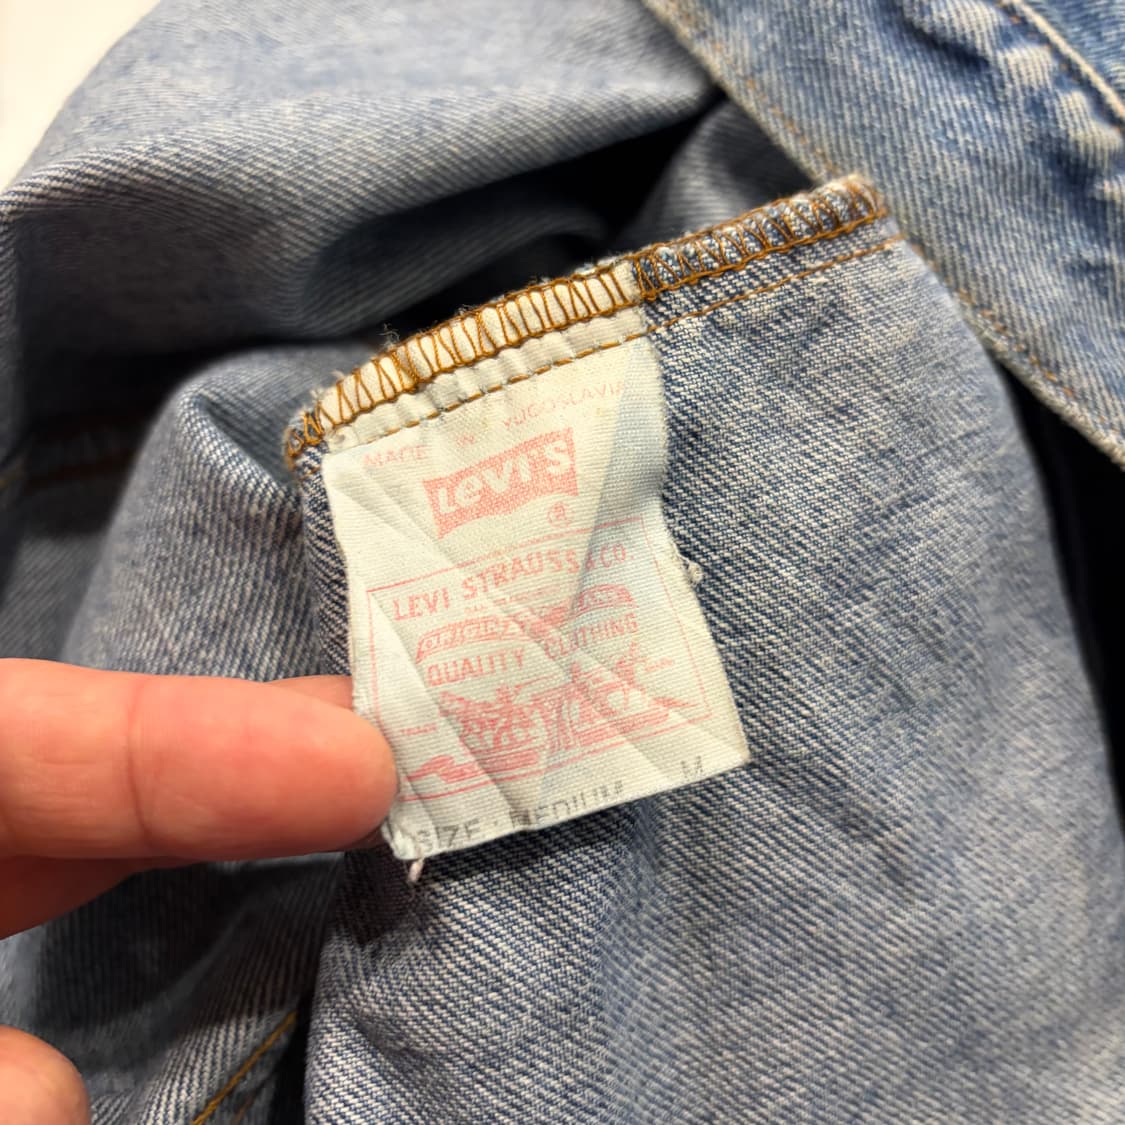 MADE IN YUGOSLAVIA
LEVI'S
®
LEVI STRAUSS & CO.
QUALITY CLOTHING
SIZE: MEDIUM M